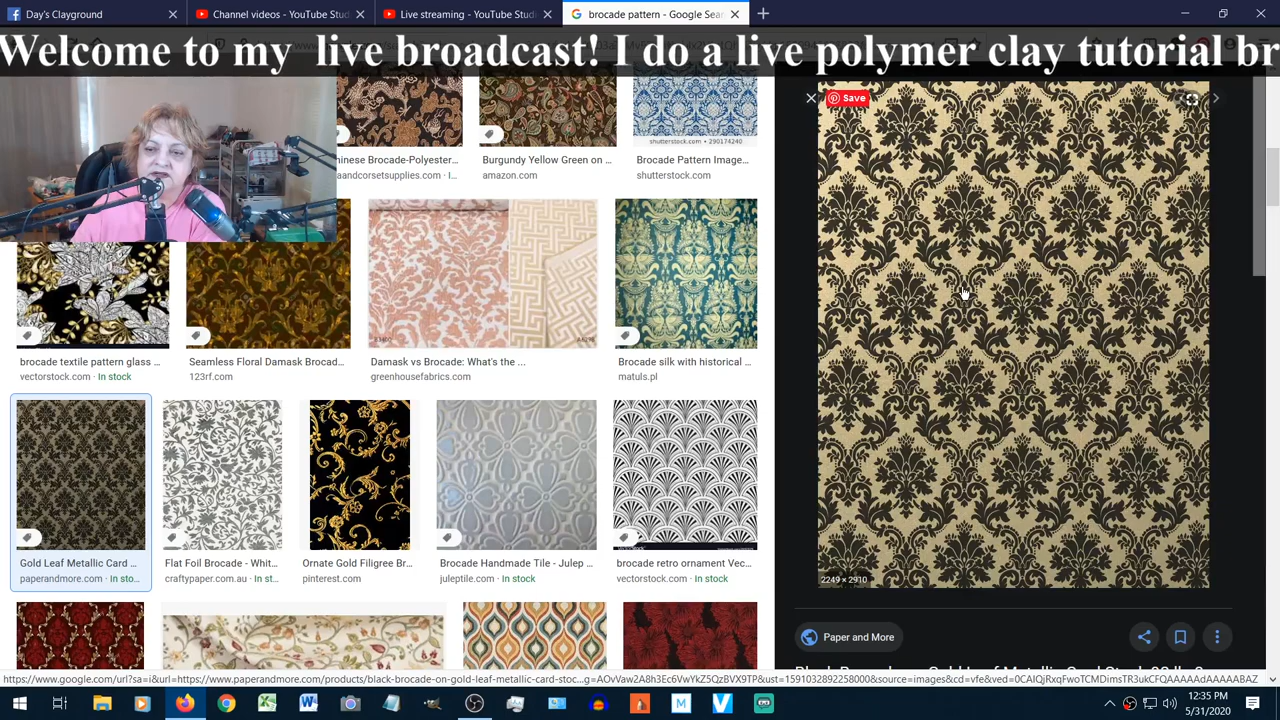 Day's Clayground
Channel videos - YouTube Stud
Live streaming - YouTube Studi
brocade pattern - Google Sear
Welcome to my live broadcast! I do a live polymer clay tutorial br
Save
shutterstock.com • 290174240
hinese Brocade-Polyester...
aandcorsetsupplies.com · I...
Burgundy Yellow Green on ...
amazon.com
Brocade Pattern Image...
shutterstock.com
brocade textile pattern glass ...
vectorstock.com · In stock
Seamless Floral Damask Brocad...
123rf.com
Damask vs Brocade: What's the ...
greenhousefabrics.com
Brocade silk with historical ...
matuls.pl
Gold Leaf Metallic Card ...
paperandmore.com · In sto...
Flat Foil Brocade - Whit...
craftypaper.com.au · In st...
Ornate Gold Filigree Br...
pinterest.com
Brocade Handmade Tile - Julep ...
juleptile.com · In stock
brocade retro ornament Vec...
vectorstock.com · In stock
2249 × 2910
Paper and More
12:35 PM
5/31/2020